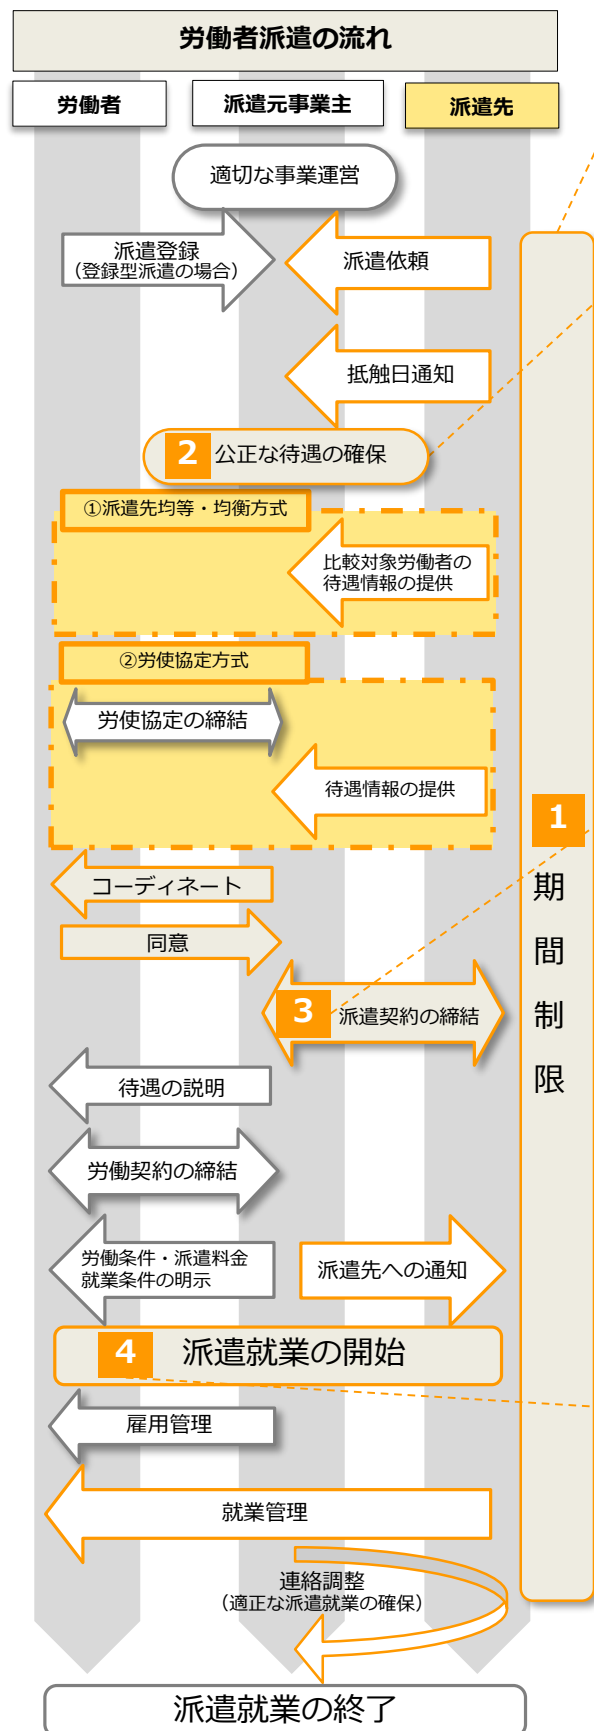 労働者派遣の流れ
労働者
派遣元事業主
派遣先
適切な事業運営
派遣登録
(登録型派遣の場合)
派遣依頼
抵触日通知
2 公正な待遇の確保
①派遣先均等・均衡方式
比較対象労働者の
待遇情報の提供
②労使協定方式
労使協定の締結
待遇情報の提供
1
期
間
制
限
コーディネート
同意
3 派遣契約の締結
待遇の説明
労働契約の締結
労働条件・派遣料金
就業条件の明示
派遣先への通知
4 派遣就業の開始
雇用管理
就業管理
連絡調整
(適正な派遣就業の確保)
派遣就業の終了